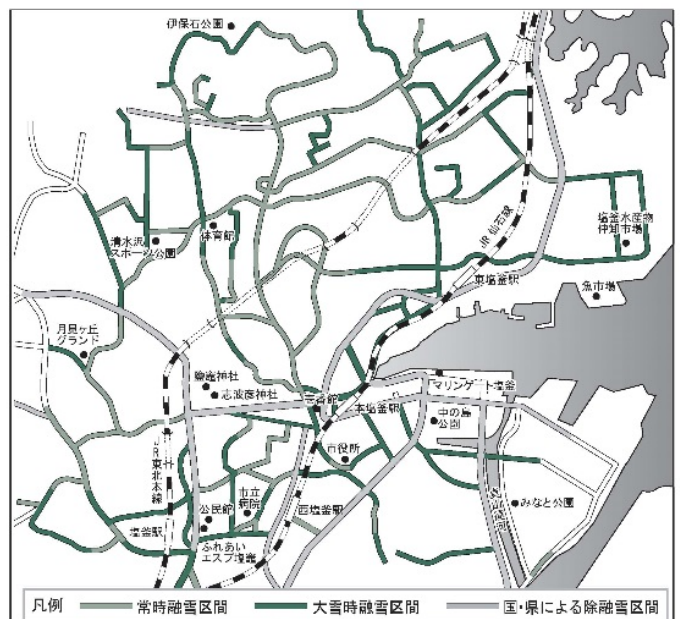 伊保石公園
JR仙石線
塩釜水産物
仲卸市場
清水沢
スポーツ公園
体育館
東塩釜駅
魚市場
月見ヶ丘
グランド
鹽竈神社
志波彦神社
マリンゲート塩釜
壱番館
本塩釜駅
中の島
公園
JR東北本線
市役所
公民館
市立
病院
西塩釜駅
みなと公園
塩釜駅
ふれあい
エスプ塩竈
凡例
常時融雪区間
大雪時融雪区間
国・県による除融雪区間